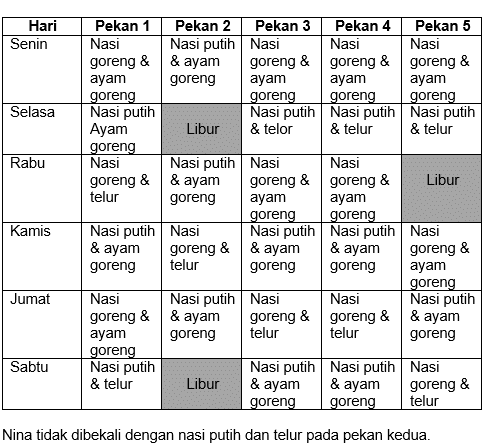 Hari Pekan 1 Pekan 2 Pekan 3 Pekan 4 Pekan 5
Senin Nasi Nasi putih Nasi Nasi Nasi
goreng & & ayam goreng & goreng & goreng &
ayam goreng ayam ayam ayam
goreng goreng goreng goreng
Selasa Nasi putih Libur Nasi putih Nasi putih Nasi putih
Ayam & telor & telur & telur
goreng
Rabu Nasi Nasi putih Nasi Nasi Libur
goreng & & ayam goreng & goreng &
telur goreng ayam ayam
goreng goreng
Kamis Nasi putih Nasi Nasi putih Nasi putih Nasi
& ayam goreng & & ayam & ayam goreng &
goreng telur goreng goreng ayam
goreng
Jumat Nasi Nasi putih Nasi Nasi Nasi putih
goreng & & ayam goreng & goreng & & ayam
ayam goreng telur telur goreng
goreng
Sabtu Nasi putih Libur Nasi putih Nasi putih Nasi
& telur & ayam & ayam goreng &
goreng goreng telur
Nina tidak dibekali dengan nasi putih dan telur pada pekan kedua.